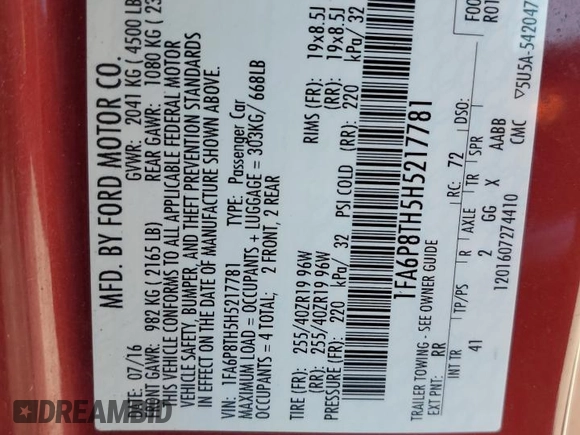 MFD. BY FORD MOTOR CO.
DATE: 07/16 GVWR: 2041 KG ( 4500 LB
FRONT GAWR: 982 KG ( 2165 LB) REAR GAWR: 1080 KG ( 23
THIS VEHICLE CONFORMS TO ALL APPLICABLE FEDERAL MOTOR
VEHICLE SAFETY, BUMPER, AND THEFT PREVENTION STANDARDS
IN EFFECT ON THE DATE OF MANUFACTURE SHOWN ABOVE.
VIN: 1FA6P8TH5H5217781 TYPE: Passenger Car
MAXIMUM LOAD = OCCUPANTS + LUGGAGE = 303KG/ 668LB
OCCUPANTS = 4 TOTAL: 2 FRONT, 2 REAR
TIRE (FR): 255/40ZR19 96W RIMS (FR): 19x8.5J
(RR): 255/40ZR19 96W (RR): 19x8.5J
PRESSURE (FR): 220 kPa/ 32 PSI COLD (RR): 220 kPa/ 32
1FA6P8TH5H5217781
TRAILER TOWING - SEE OWNER GUIDE
EXT PNT: RR RC: 72 DSO:
INT TR TP/PS R AXLE TR SPR
41 2 GG X AABB
1201607274410 CMC
F00
R01
▽5U5A-542047
DREAMBID